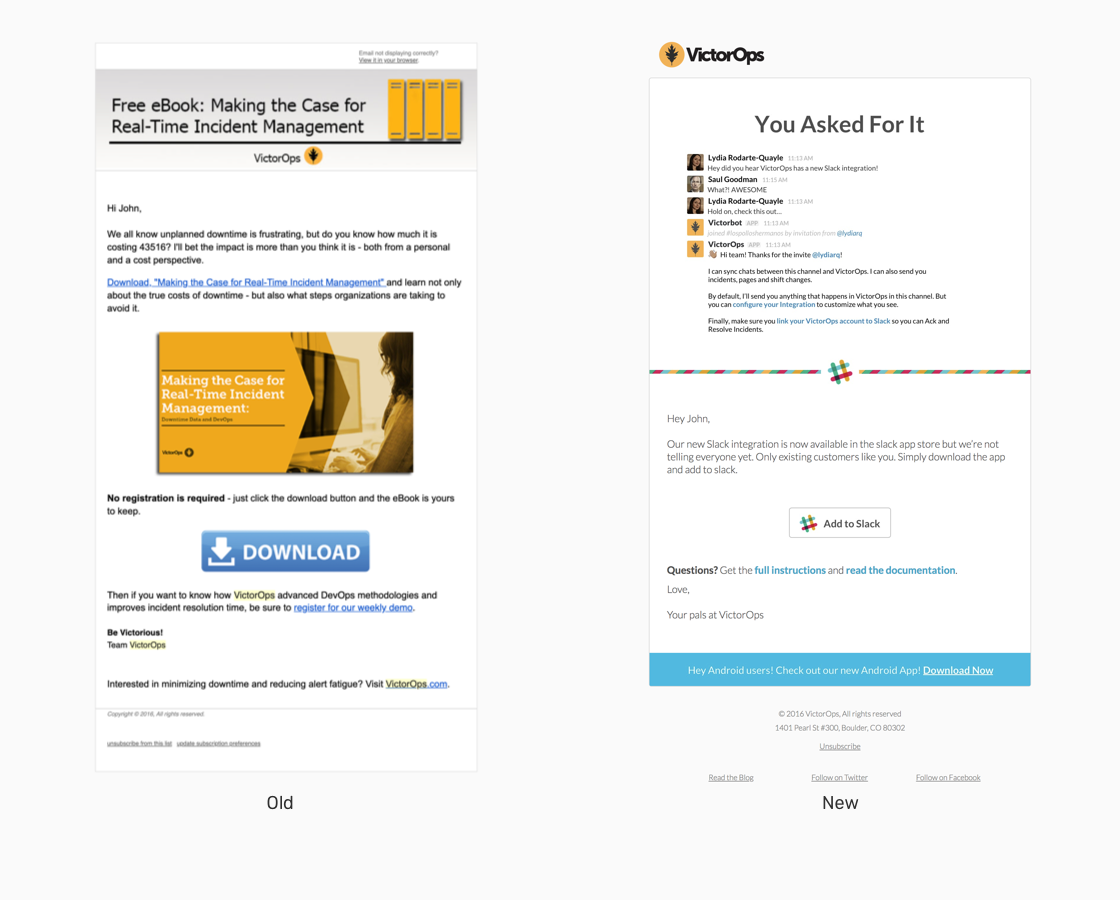 Email not displaying correctly?
View it in your browser.
Free eBook: Making the Case for
Real-Time Incident Management
VictorOps
Hi John,
We all know unplanned downtime is frustrating, but do you know how much it is
costing 43516? I'll bet the impact is more than you think it is - both from a personal
and a cost perspective.
Download, "Making the Case for Real-Time Incident Management" and learn not only
about the true costs of downtime - but also what steps organizations are taking to
avoid it.
Making the Case for
Real-Time Incident
Management:
Downtime Data and DevOps
VictorOps
No registration is required - just click the download button and the eBook is yours
to keep.
DOWNLOAD
Then if you want to know how VictorOps advanced DevOps methodologies and
improves incident resolution time, be sure to register for our weekly demo.
Be Victorious!
Team VictorOps
Interested in minimizing downtime and reducing alert fatigue? Visit VictorOps.com.
Copyright © 2016, All rights reserved.
unsubscribe from this list   update subscription preferences
Old
VictorOps
You Asked For It
Lydia Rodarte-Quayle 11:13 AM
Hey did you hear VictorOps has a new Slack integration!
Saul Goodman 11:15 AM
What?! AWESOME
Lydia Rodarte-Quayle 11:13 AM
Hold on, check this out...
Victorbot APP 11:13 AM
joined #lospolloshermanos by invitation from @lydiarq
VictorOps APP 11:13 AM
👋 Hi team! Thanks for the invite @lydiarq!
I can sync chats between this channel and VictorOps. I can also send you
incidents, pages and shift changes.
By default, I'll send you anything that happens in VictorOps in this channel. But
you can configure your Integration to customize what you see.
Finally, make sure you link your VictorOps account to Slack so you can Ack and
Resolve Incidents.
Hey John,
Our new Slack integration is now available in the slack app store but we're not
telling everyone yet. Only existing customers like you. Simply download the app
and add to slack.
Add to Slack
Questions? Get the full instructions and read the documentation.
Love,
Your pals at VictorOps
Hey Android users! Check out our new Android App! Download Now
© 2016 VictorOps, All rights reserved
1401 Pearl St #300, Boulder, CO 80302
Unsubscribe
Read the Blog   Follow on Twitter   Follow on Facebook
New